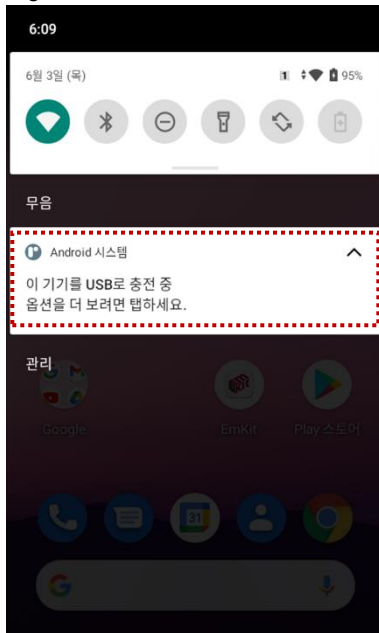 6:09
6월 3일 (목)
1
95%
무음
Android 시스템
이 기기를 USB로 충전 중
옵션을 더 보려면 탭하세요.
관리
Google
EmKit
Play 스토어
31